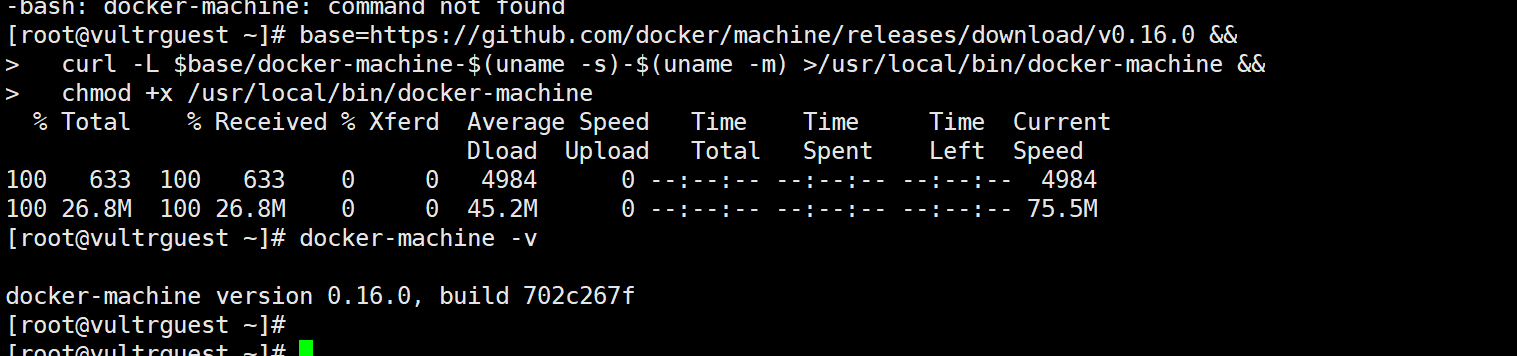 -bash: docker-machine: command not found
[root@vultrguest ~]# base=https://github.com/docker/machine/releases/download/v0.16.0 &&
>   curl -L $base/docker-machine-$(uname -s)-$(uname -m) >/usr/local/bin/docker-machine &&
>   chmod +x /usr/local/bin/docker-machine
  % Total    % Received % Xferd  Average Speed   Time    Time     Time  Current
                                 Dload  Upload   Total   Spent    Left  Speed
100   633  100   633    0     0   4984      0 --:--:-- --:--:-- --:--:--  4984
100 26.8M  100 26.8M    0     0  45.2M      0 --:--:-- --:--:-- --:--:-- 75.5M
[root@vultrguest ~]# docker-machine -v
docker-machine version 0.16.0, build 702c267f
[root@vultrguest ~]#
[root@vultrguest ~]#